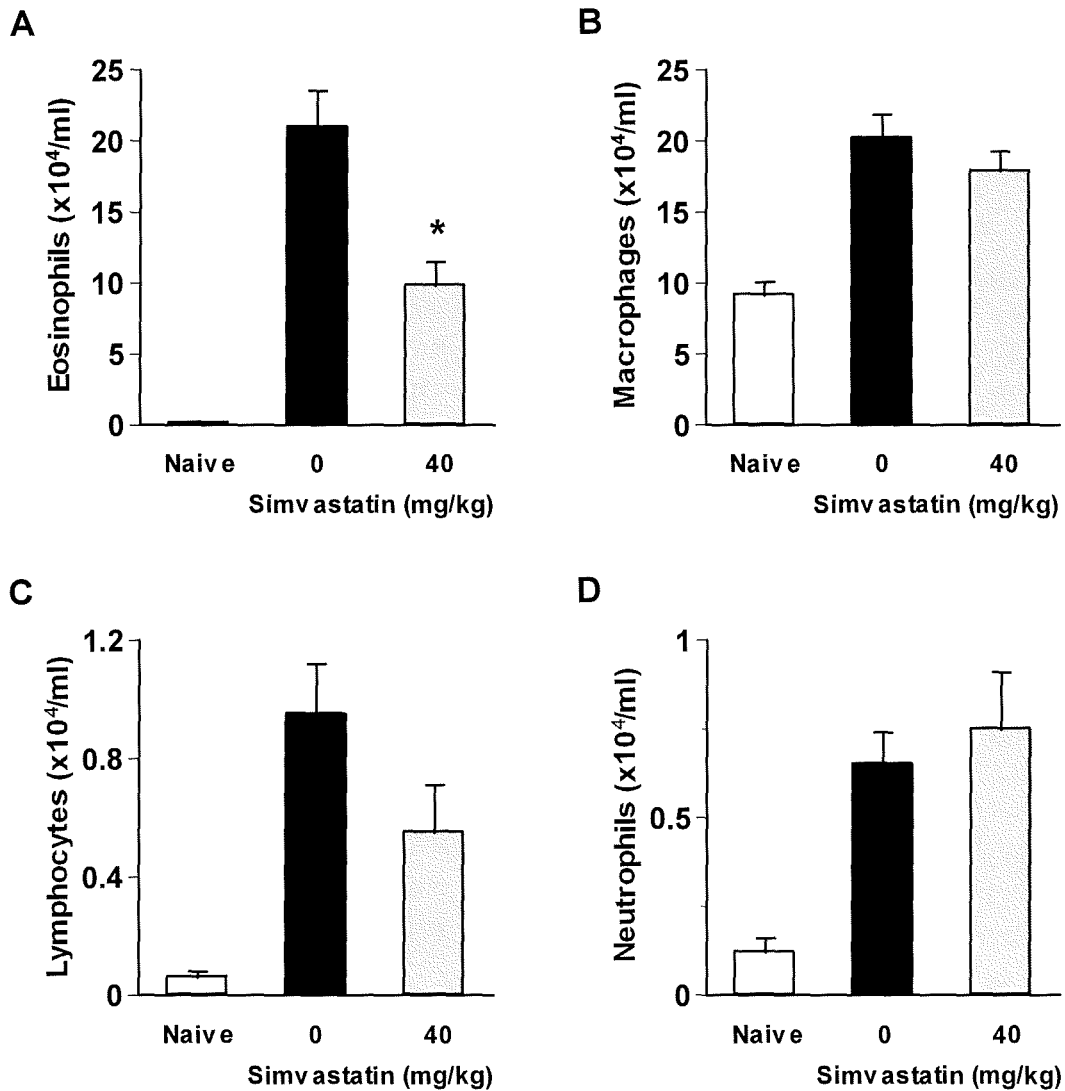 A
Eosinophils (x10⁴/ml)
25
20
15
10
5
0
*
Naive 0 40
Simvastatin (mg/kg)
B
Macrophages (x10⁴/ml)
25
20
15
10
5
0
Naive 0 40
Simvastatin (mg/kg)
C
Lymphocytes (x10⁴/ml)
1.2
0.8
0.4
0
Naive 0 40
Simvastatin (mg/kg)
D
Neutrophils (x10⁴/ml)
1
0.5
0
Naive 0 40
Simvastatin (mg/kg)